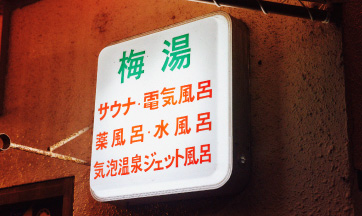 梅湯
サウナ・電気風呂
薬風呂・水風呂
気泡温泉ジェット風呂